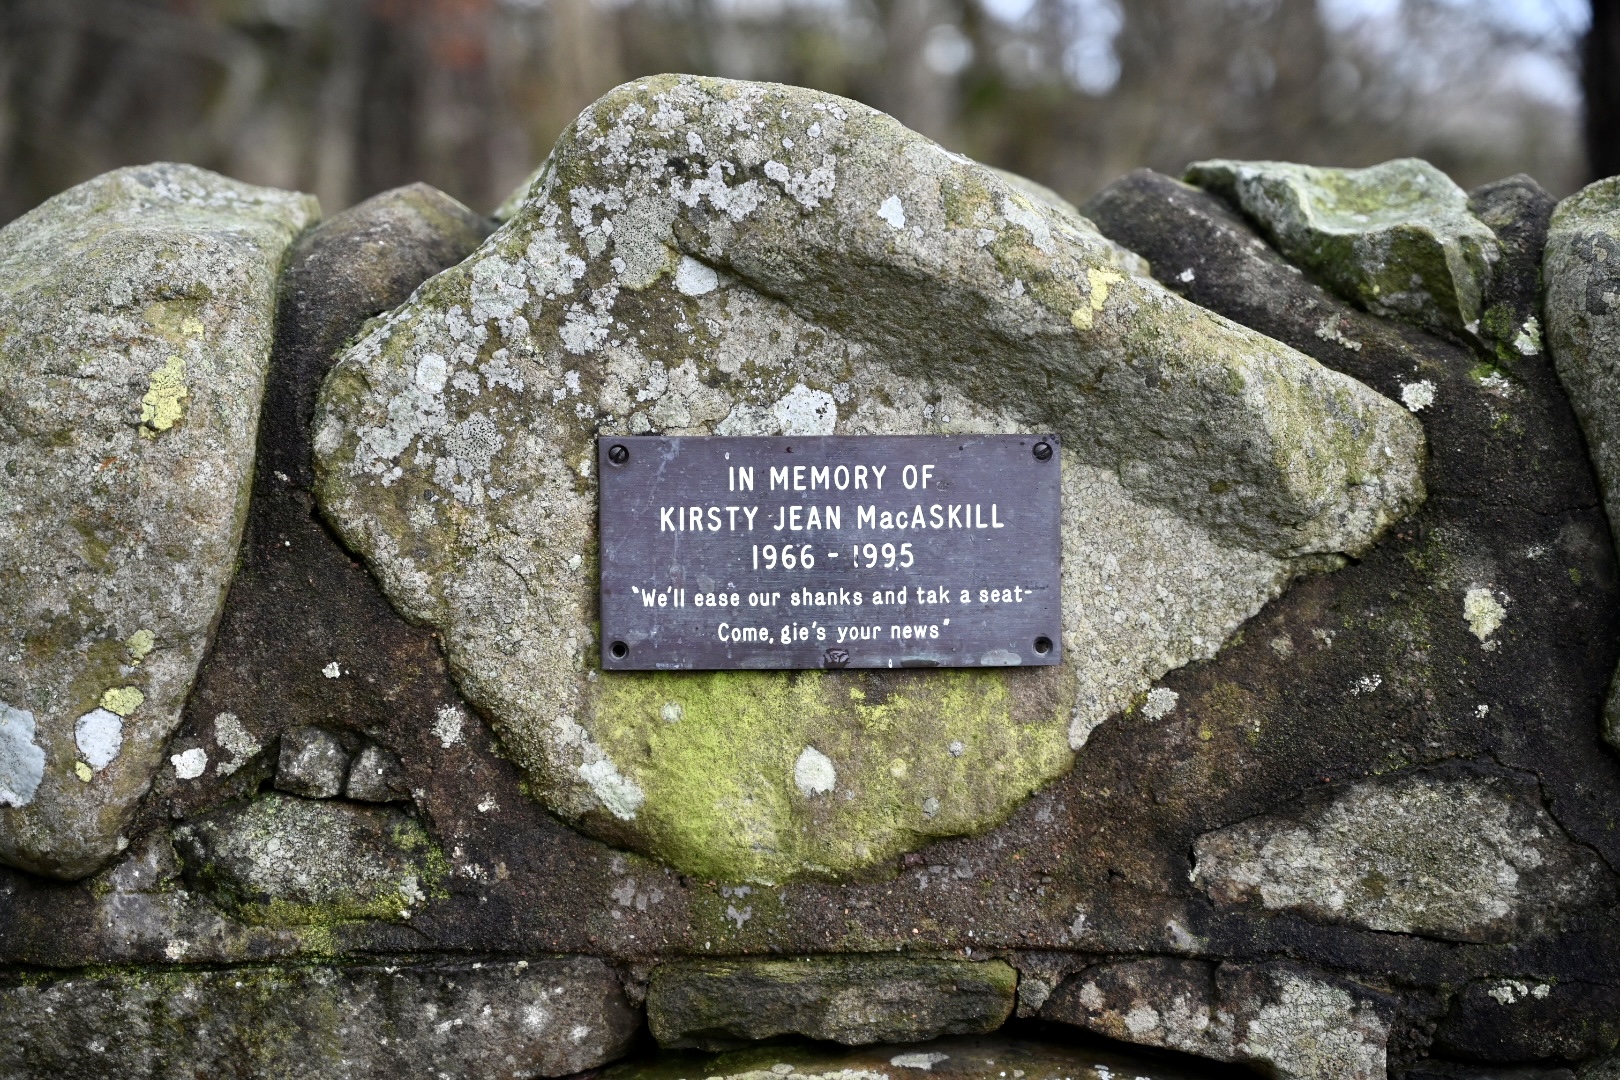 IN MEMORY OF
KIRSTY JEAN MacASKILL
1966 - 1995
"We'll ease our shanks and tak a seat-
Come, gie's your news"